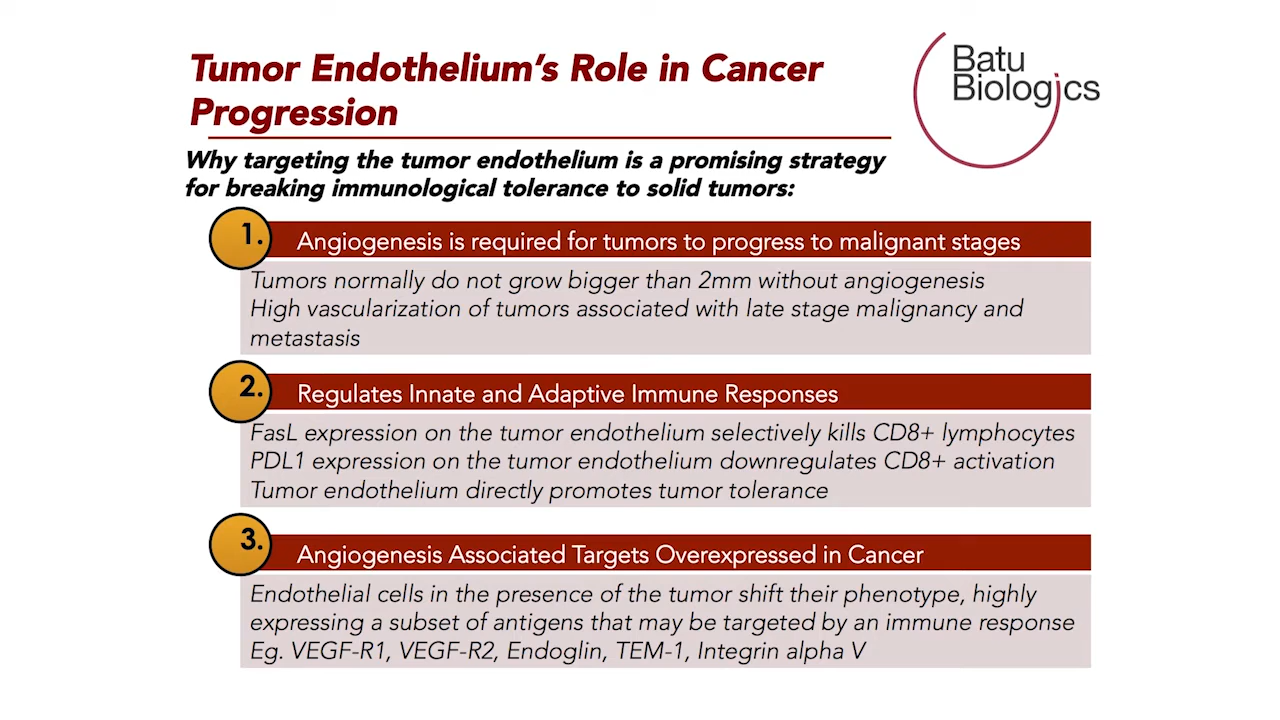 Tumor Endothelium's Role in Cancer
Progression
Batu
Biologics
Why targeting the tumor endothelium is a promising strategy
for breaking immunological tolerance to solid tumors:
1.
Angiogenesis is required for tumors to progress to malignant stages
Tumors normally do not grow bigger than 2mm without angiogenesis
High vascularization of tumors associated with late stage malignancy and
metastasis
2.
Regulates Innate and Adaptive Immune Responses
FasL expression on the tumor endothelium selectively kills CD8+ lymphocytes
PDL1 expression on the tumor endothelium downregulates CD8+ activation
Tumor endothelium directly promotes tumor tolerance
3.
Angiogenesis Associated Targets Overexpressed in Cancer
Endothelial cells in the presence of the tumor shift their phenotype, highly
expressing a subset of antigens that may be targeted by an immune response
Eg. VEGF-R1, VEGF-R2, Endoglin, TEM-1, Integrin alpha V